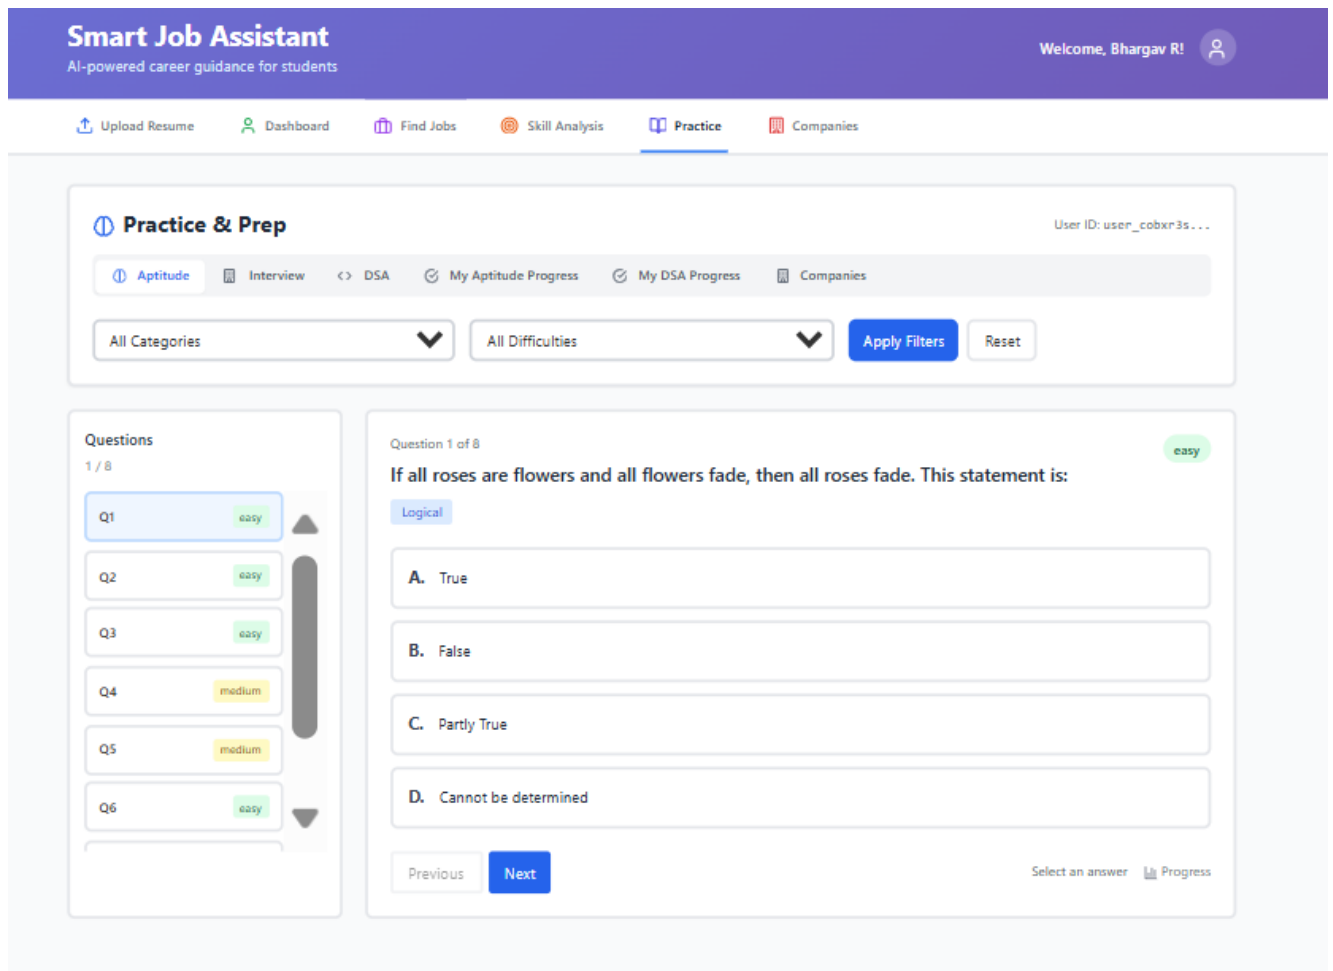 Smart Job Assistant
AI-powered career guidance for students
Welcome, Bhargav R!
Upload Resume
Dashboard
Find Jobs
Skill Analysis
Practice
Companies
Practice & Prep
User ID: user_cobxr3s...
Aptitude
Interview
<> DSA
My Aptitude Progress
My DSA Progress
Companies
All Categories
All Difficulties
Apply Filters
Reset
Questions
1 / 8
Q1 easy
Q2 easy
Q3 easy
Q4 medium
Q5 medium
Q6 easy
Question 1 of 8
easy
If all roses are flowers and all flowers fade, then all roses fade. This statement is:
Logical
A. True
B. False
C. Partly True
D. Cannot be determined
Previous
Next
Select an answer
Progress